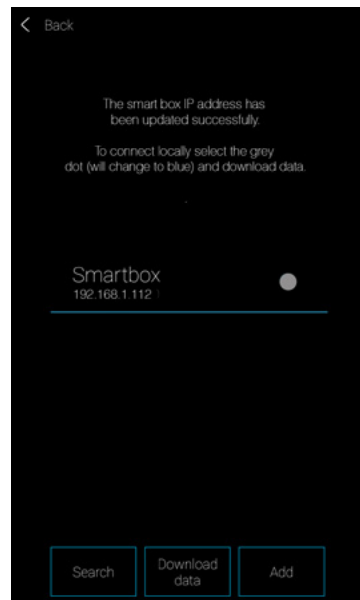 Back
The smart box IP address has
been updated successfully.
To connect locally select the grey
dot (will change to blue) and download data.
Smartbox
192.168.1.112
Search
Download
data
Add